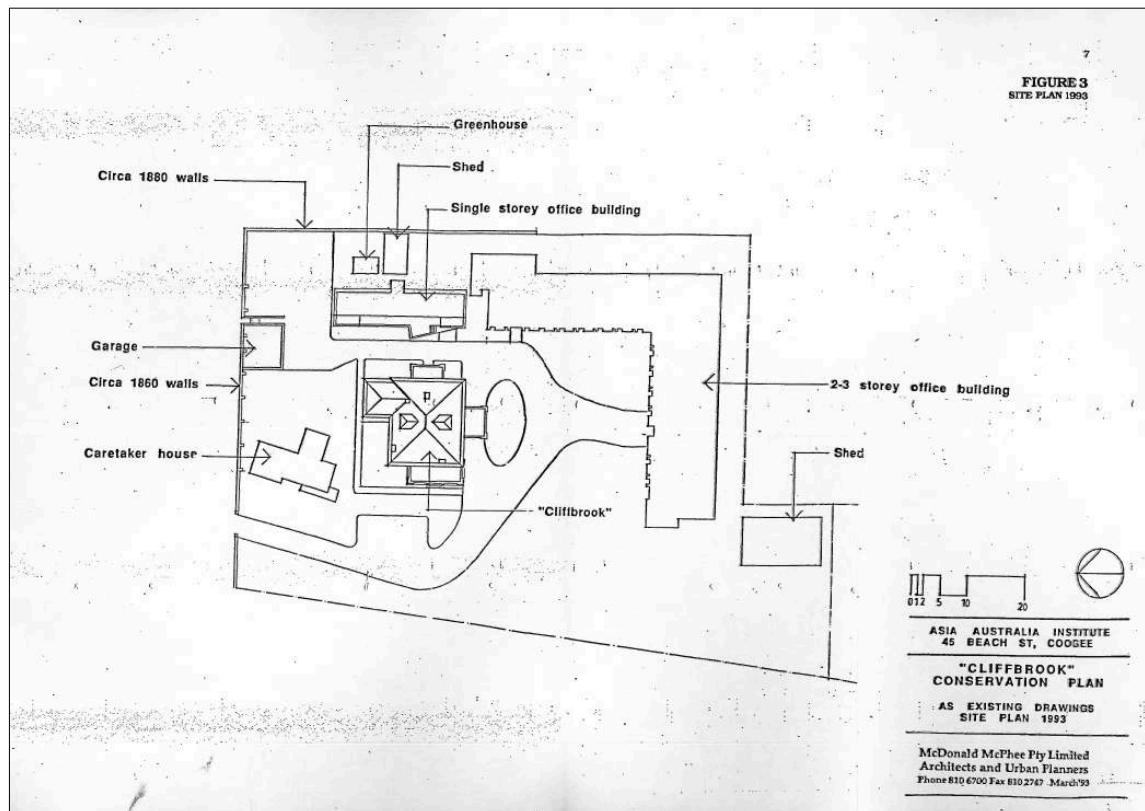 7
FIGURE 3
SITE PLAN 1993
Greenhouse
Shed
Circa 1880 walls
Single storey office building
Garage
Circa 1860 walls
2-3 storey office building
Caretaker house
Shed
"Cliffbrook"
0 1 2 5 10 20
ASIA AUSTRALIA INSTITUTE
45 BEACH ST, COOGEE
"CLIFFBROOK"
CONSERVATION PLAN
AS EXISTING DRAWINGS
SITE PLAN 1993
McDonald McPhee Pty Limited
Architects and Urban Planners
Phone 810 6700 Fax 810 2747 March'93